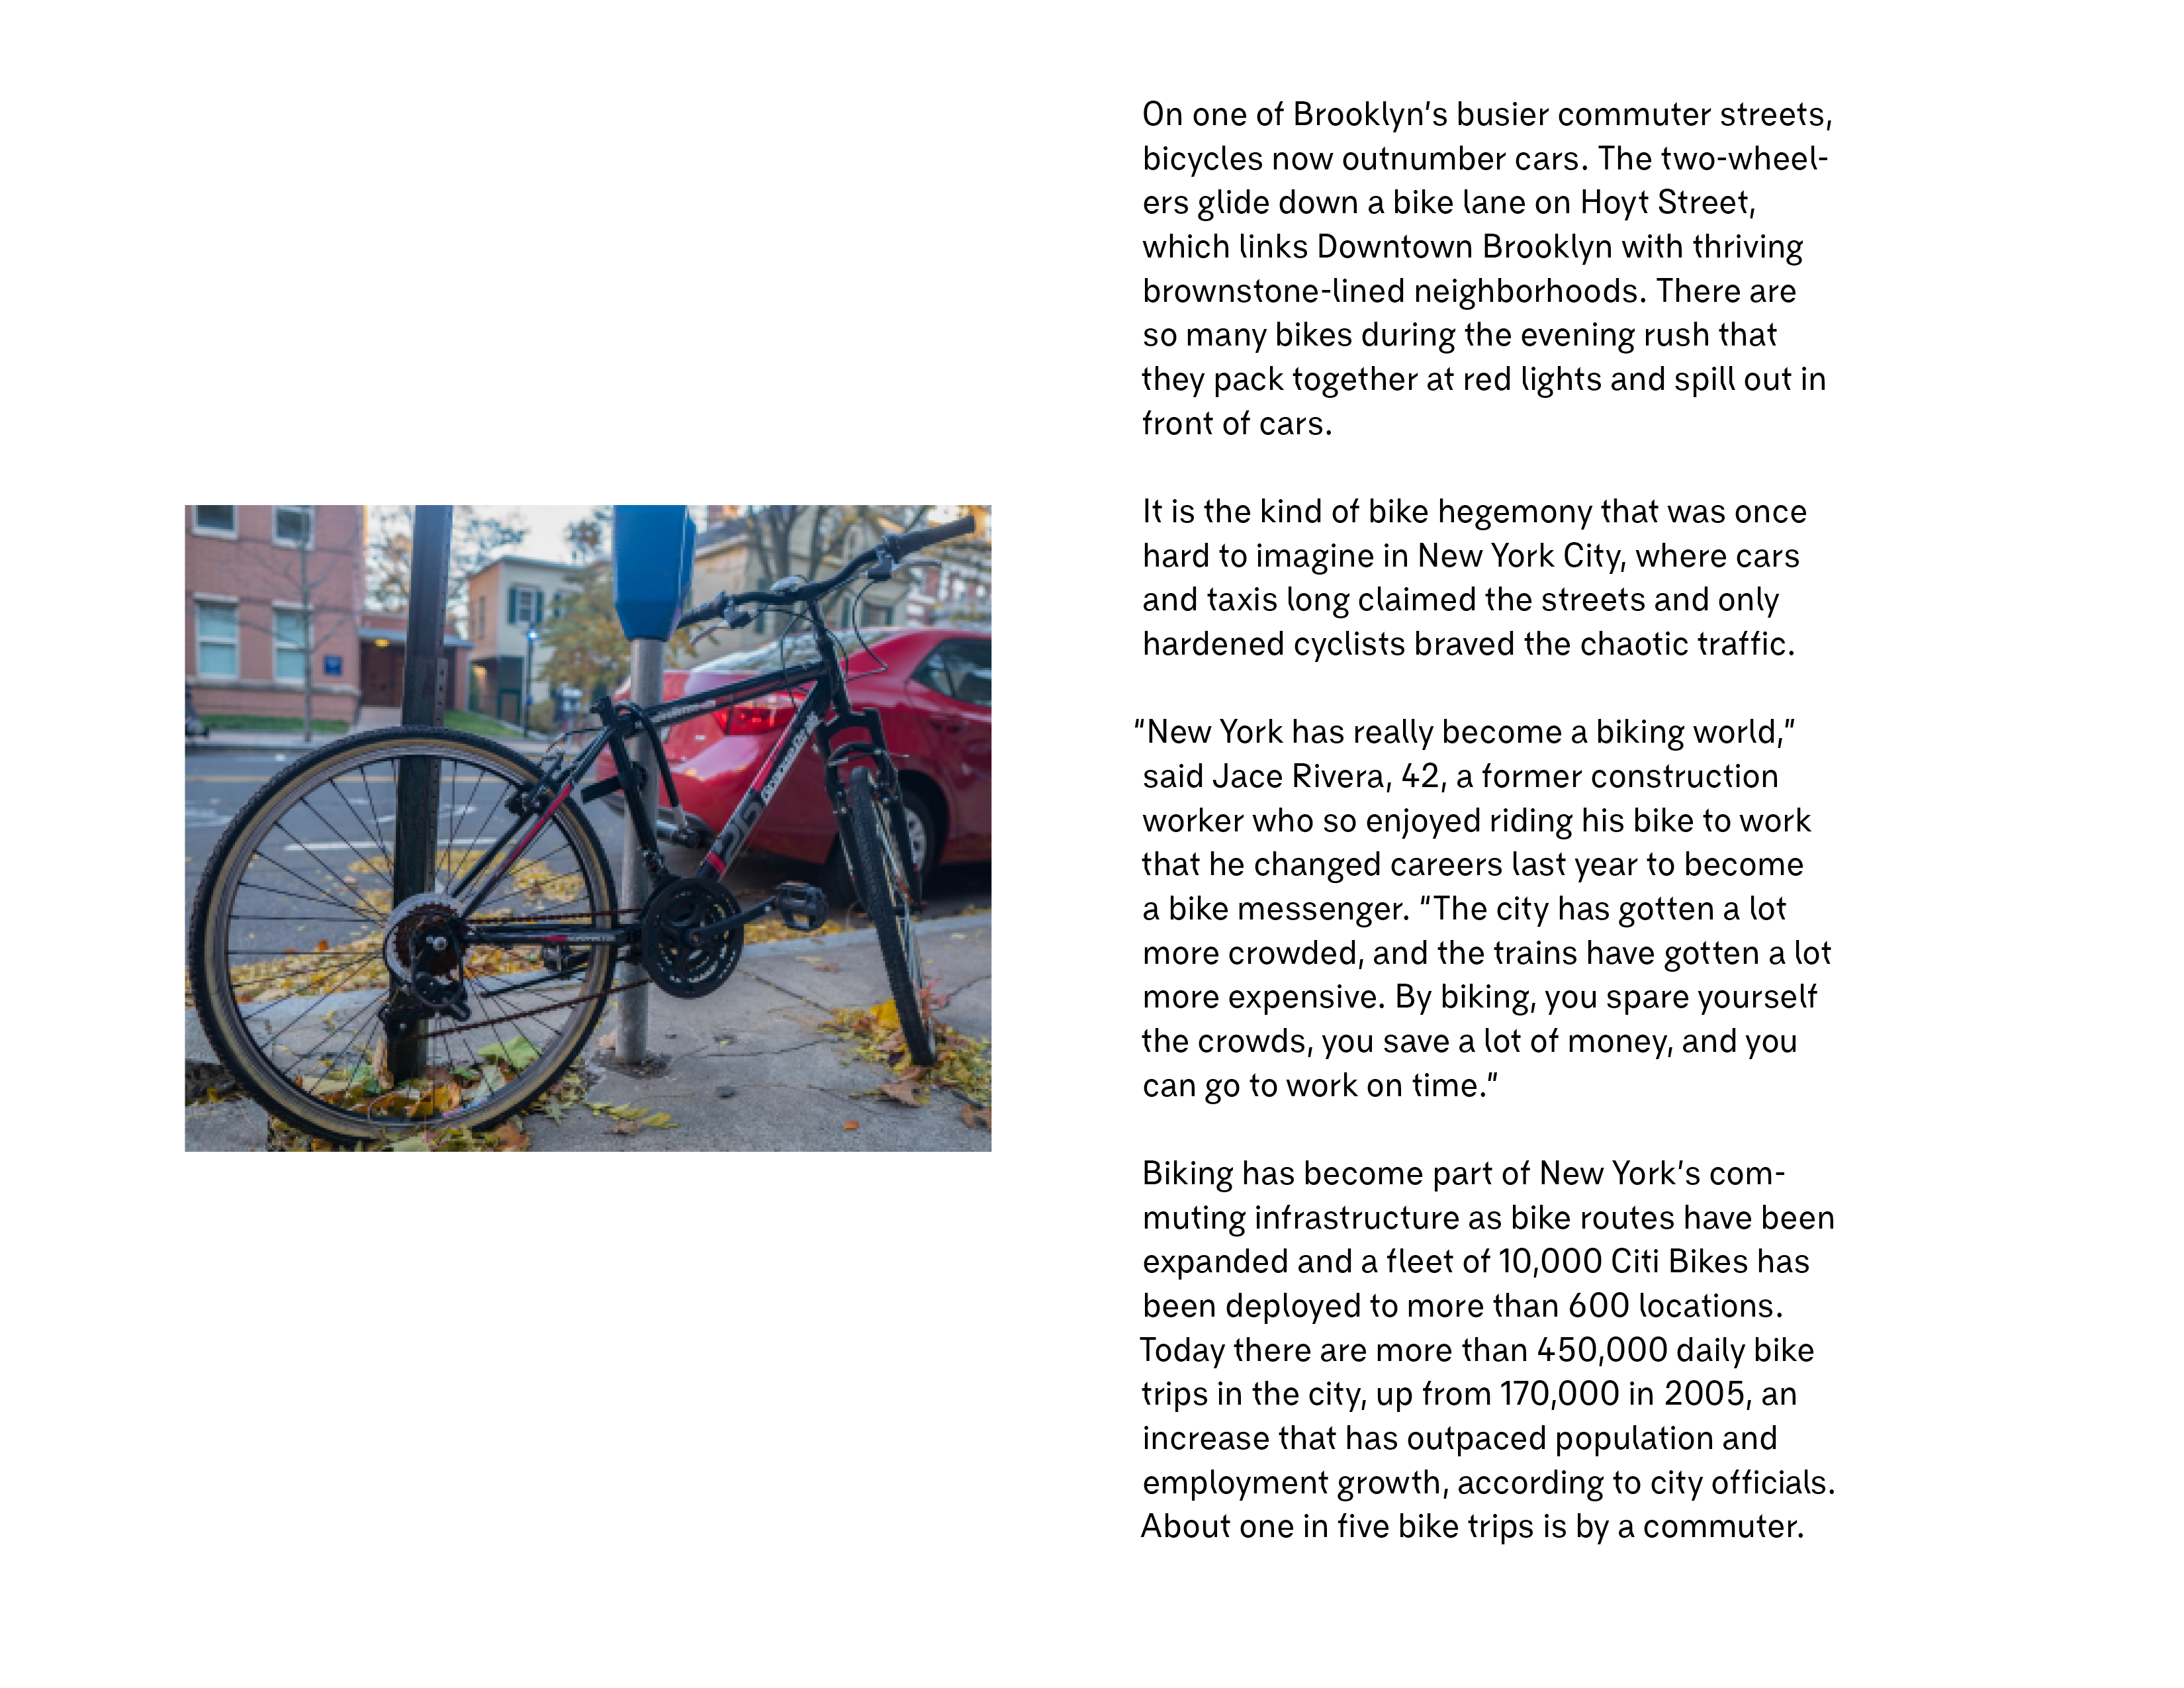 On one of Brooklyn’s busier commuter streets,
bicycles now outnumber cars. The two-wheel-
ers glide down a bike lane on Hoyt Street,
which links Downtown Brooklyn with thriving
brownstone-lined neighborhoods. There are
so many bikes during the evening rush that
they pack together at red lights and spill out in
front of cars.
It is the kind of bike hegemony that was once
hard to imagine in New York City, where cars
and taxis long claimed the streets and only
hardened cyclists braved the chaotic traffic.
“New York has really become a biking world,”
said Jace Rivera, 42, a former construction
worker who so enjoyed riding his bike to work
that he changed careers last year to become
a bike messenger. “The city has gotten a lot
more crowded, and the trains have gotten a lot
more expensive. By biking, you spare yourself
the crowds, you save a lot of money, and you
can go to work on time.”
Biking has become part of New York’s com-
muting infrastructure as bike routes have been
expanded and a fleet of 10,000 Citi Bikes has
been deployed to more than 600 locations.
Today there are more than 450,000 daily bike
trips in the city, up from 170,000 in 2005, an
increase that has outpaced population and
employment growth, according to city officials.
About one in five bike trips is by a commuter.